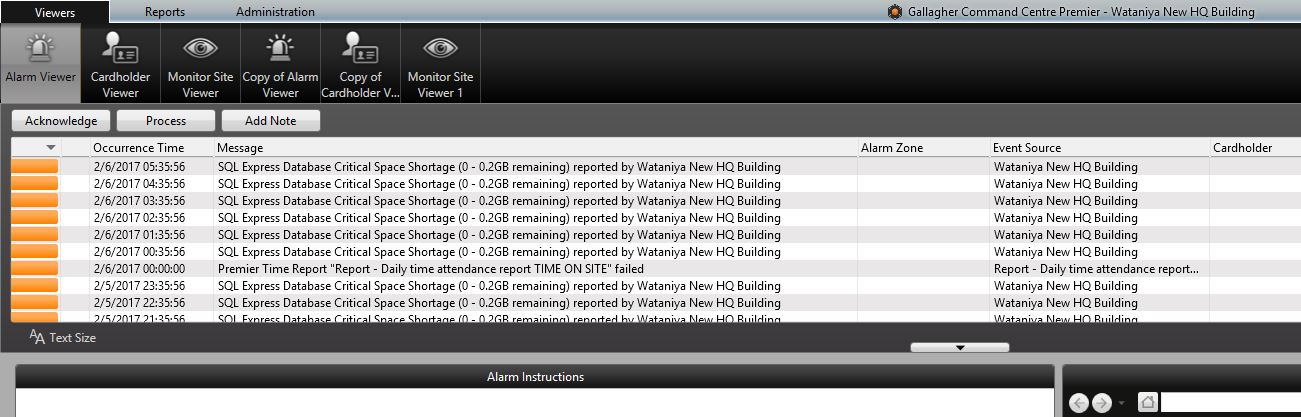 Viewers Reports Administration Gallagher Command Centre Premier - Wataniya New HQ Building
Alarm Viewer Cardholder Viewer Monitor Site Viewer Copy of Alarm Viewer Copy of Cardholder V... Monitor Site Viewer 1
Acknowledge Process Add Note
Occurrence Time Message Alarm Zone Event Source Cardholder
2/6/2017 05:35:56 SQL Express Database Critical Space Shortage (0 - 0.2GB remaining) reported by Wataniya New HQ Building Wataniya New HQ Building
2/6/2017 04:35:56 SQL Express Database Critical Space Shortage (0 - 0.2GB remaining) reported by Wataniya New HQ Building Wataniya New HQ Building
2/6/2017 03:35:56 SQL Express Database Critical Space Shortage (0 - 0.2GB remaining) reported by Wataniya New HQ Building Wataniya New HQ Building
2/6/2017 02:35:56 SQL Express Database Critical Space Shortage (0 - 0.2GB remaining) reported by Wataniya New HQ Building Wataniya New HQ Building
2/6/2017 01:35:56 SQL Express Database Critical Space Shortage (0 - 0.2GB remaining) reported by Wataniya New HQ Building Wataniya New HQ Building
2/6/2017 00:35:56 SQL Express Database Critical Space Shortage (0 - 0.2GB remaining) reported by Wataniya New HQ Building Wataniya New HQ Building
2/6/2017 00:00:00 Premier Time Report "Report - Daily time attendance report TIME ON SITE" failed Report - Daily time attendance report...
2/5/2017 23:35:56 SQL Express Database Critical Space Shortage (0 - 0.2GB remaining) reported by Wataniya New HQ Building Wataniya New HQ Building
2/5/2017 22:35:56 SQL Express Database Critical Space Shortage (0 - 0.2GB remaining) reported by Wataniya New HQ Building Wataniya New HQ Building
2/5/2017 21:35:56 SQL Express Database Critical Space Shortage (0 - 0.2GB remaining) reported by Wataniya New HQ Building Wataniya New HQ Building
AA Text Size
Alarm Instructions